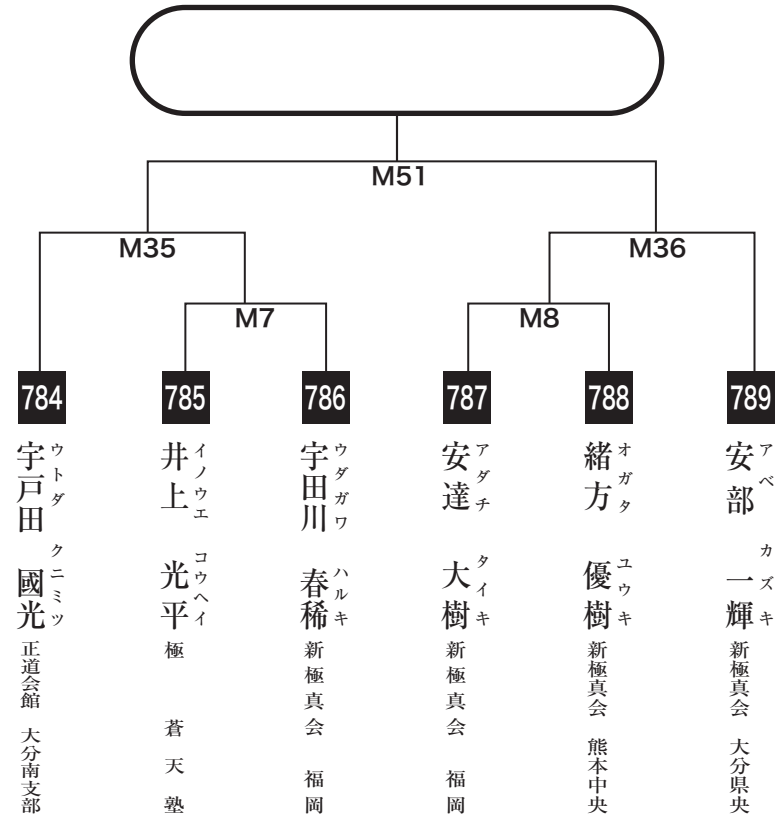 M51
M35
M36
M7
M8
784
785
786
787
788
789
宇戸田 國光
ウトダ クニミツ
正道会館 大分南支部
井上 光平
イノウエ コウヘイ
極 蒼天塾
宇田川 春稀
ウダガワ ハルキ
新極真会 福岡
安達 大樹
アダチ タイキ
新極真会 福岡
緒方 優樹
オガタ ユウキ
新極真会 熊本中央
安部 一輝
アベ カズキ
新極真会 大分県央